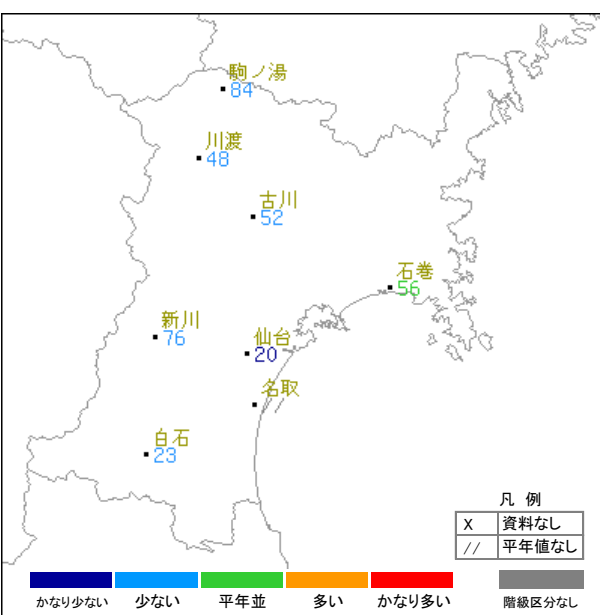 駒ノ湯
84
川渡
48
古川
52
石巻
56
新川
76
仙台
20
名取
//
白石
23
凡 例
X 資料なし
// 平年値なし
かなり少ない 少ない 平年並 多い かなり多い 階級区分なし